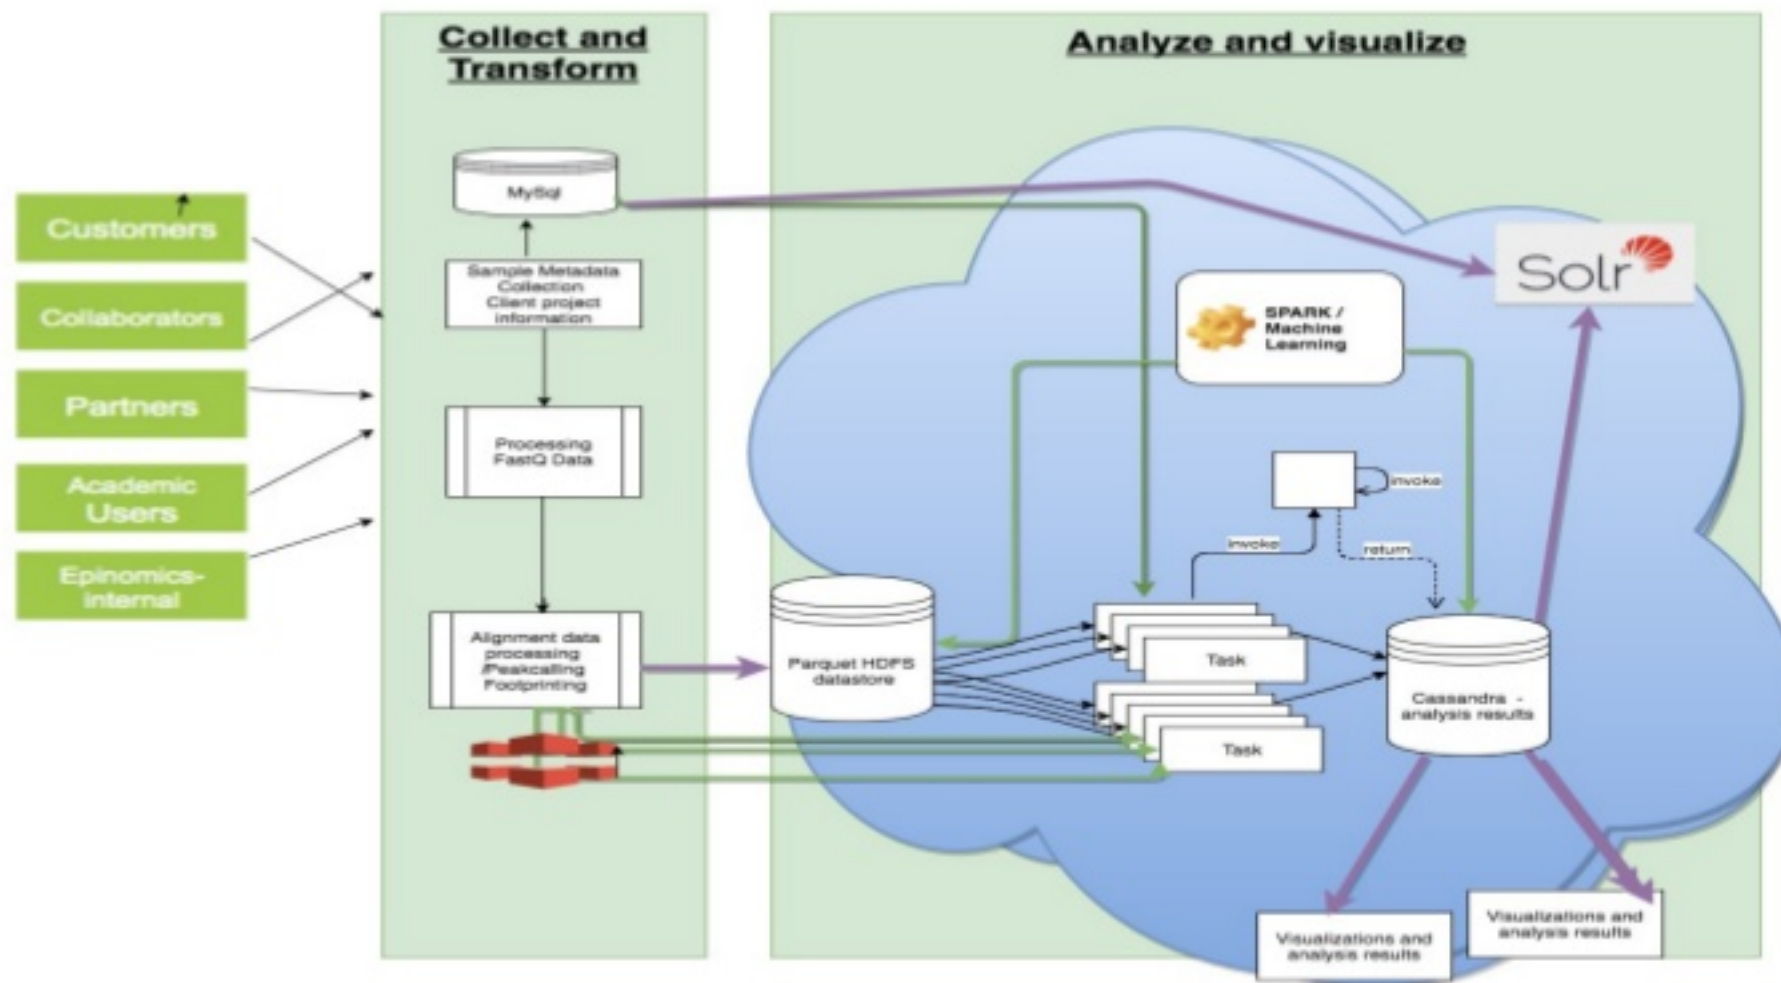 Collect and
Transform
Analyze and visualize
MySql
Customers
Collaborators
Partners
Academic
Users
Epinomics-
internal
Sample Metadata
Collection
Client project
information
Processing
FastQ Data
Alignment data
processing
/Peakcalling
Footprinting
Solr
SPARK /
Machine
Learning
invoke
invoke
return
Parquet HDFS
datastore
Task
Task
Cassandra -
analysis results
Visualizations and
analysis results
Visualizations and
analysis results